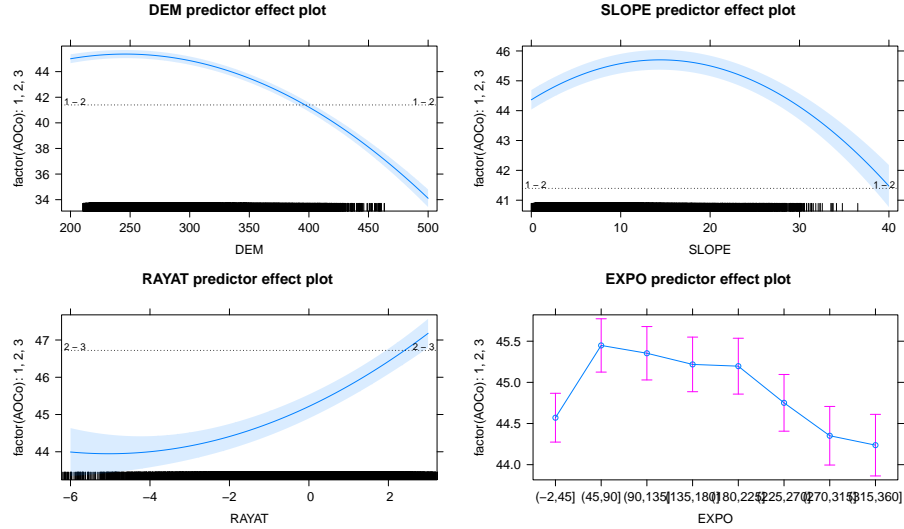 DEM predictor effect plot
factor(AOCo): 1, 2, 3
44
42
40
38
36
34
1 − 2
1 − 2
200
250
300
350
400
450
500
DEM
SLOPE predictor effect plot
factor(AOCo): 1, 2, 3
46
45
44
43
42
41
1 − 2
1 − 2
0
10
20
30
40
SLOPE
RAYAT predictor effect plot
factor(AOCo): 1, 2, 3
47
46
45
44
2 − 3
2 − 3
−6
−4
−2
0
2
RAYAT
EXPO predictor effect plot
factor(AOCo): 1, 2, 3
45.5
45.0
44.5
44.0
(−2,45]
(45,90]
(90,135]
(135,180]
(180,225]
(225,270]
(270,315]
(315,360]
EXPO